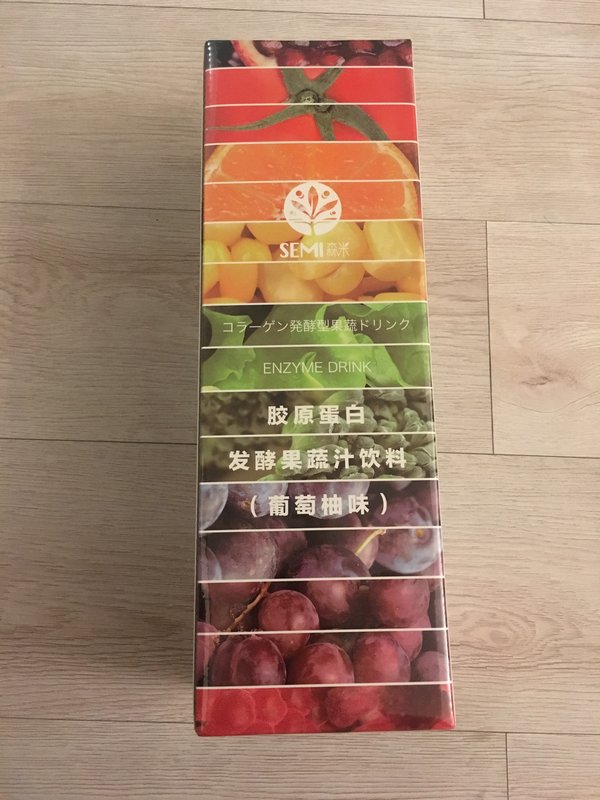 SEMI 森米
コラーゲン発酵型果蔬ドリンク
ENZYME DRINK
胶原蛋白
发酵果蔬汁饮料
（葡萄柚味）